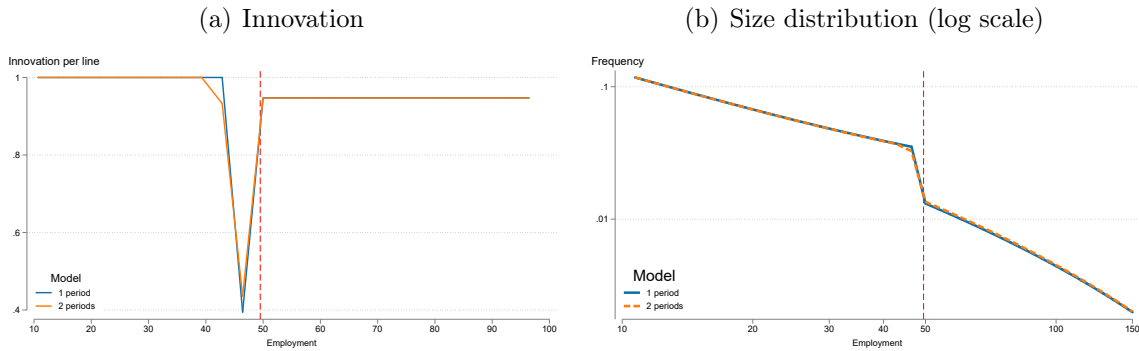 (a) Innovation
Innovation per line
1
.8
.6
.4
Model
1 period
2 periods
10 20 30 40 50 60 70 80 90 100
Employment
(b) Size distribution (log scale)
Frequency
.1
.01
Model
1 period
2 periods
10 20 40 50 100 150
Employment